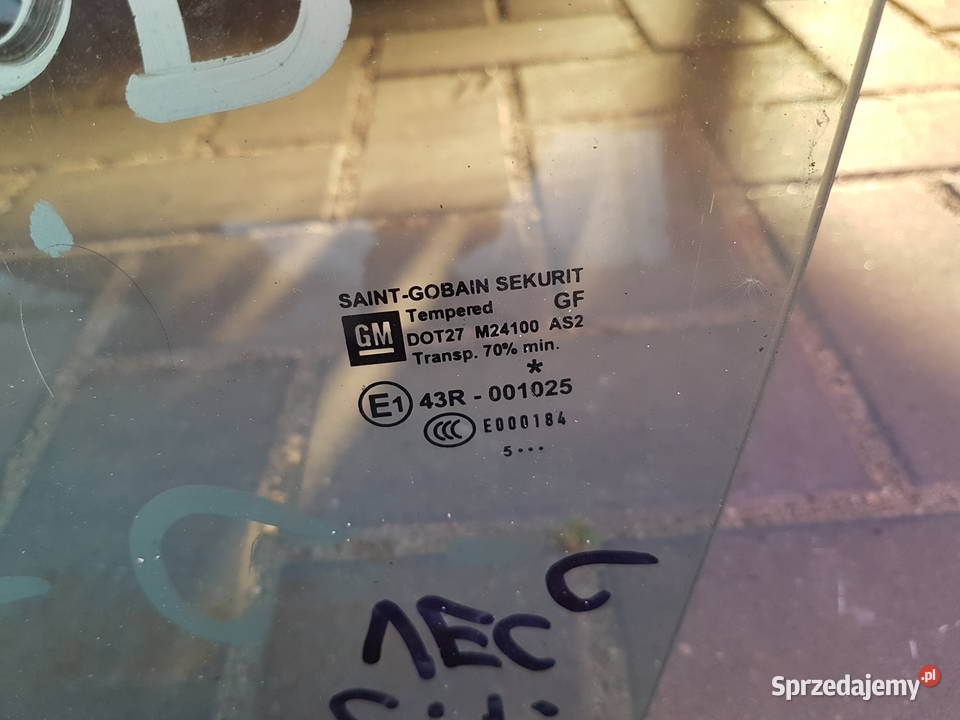 SAINT-GOBAIN SEKURIT
GM
Tempered GF
DOT27 M24100 AS2
Transp. 70% min.
*
E1 43R - 001025
CCC E000184
5···
Sprzedajemy.pl